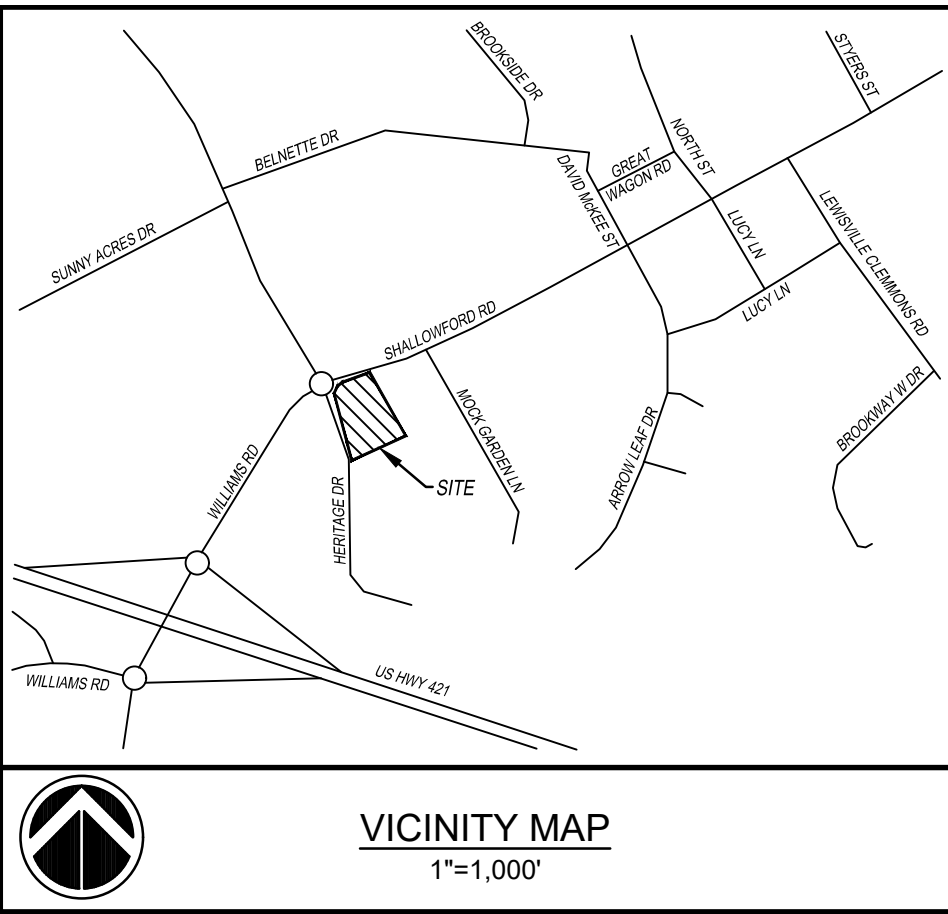 BROOKSIDE DR
STYERS ST
BELNETTE DR
NORTH ST
GREAT
WAGON RD
DAVID McKEE ST
SUNNY ACRES DR
LUCY LN
LEWISVILLE CLEMMONS RD
LUCY LN
SHALLOWFORD RD
MOCK GARDEN LN
BROOKWAY W DR
ARROW LEAF DR
WILLIAMS RD
SITE
HERITAGE DR
US HWY 421
WILLIAMS RD
VICINITY MAP
1"=1,000'